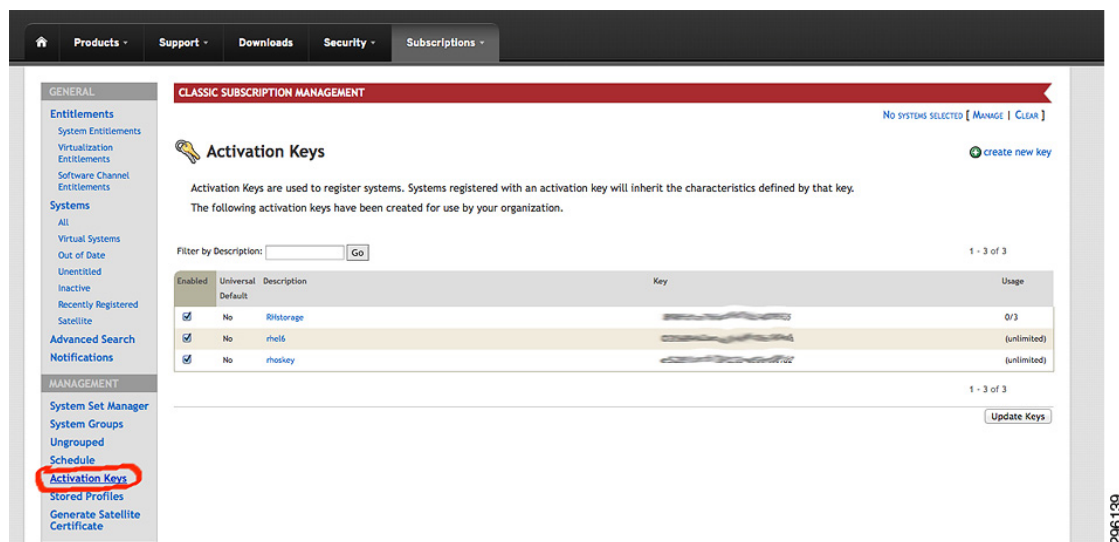 Products
Support
Downloads
Security
Subscriptions
GENERAL
Entitlements
System Entitlements
Virtualization
Entitlements
Software Channel
Entitlements
Systems
All
Virtual Systems
Out of Date
Unentitled
Inactive
Recently Registered
Satellite
Advanced Search
Notifications
MANAGEMENT
System Set Manager
System Groups
Ungrouped
Schedule
Activation Keys
Stored Profiles
Generate Satellite
Certificate
CLASSIC SUBSCRIPTION MANAGEMENT
NO SYSTEMS SELECTED [ MANAGE | CLEAR ]
Activation Keys
create new key
Activation Keys are used to register systems. Systems registered with an activation key will inherit the characteristics defined by that key.
The following activation keys have been created for use by your organization.
Filter by Description: Go
1 - 3 of 3
Enabled Universal Default Description Key Usage
No RHstorage 0/3
No rhel6 (unlimited)
No rhoskey (unlimited)
1 - 3 of 3
Update Keys
296139